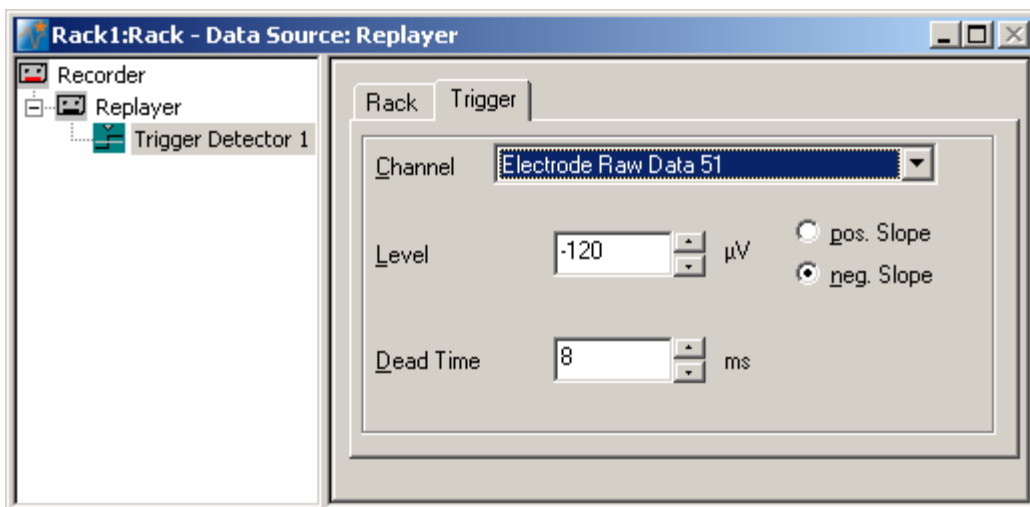 Rack1:Rack - Data Source: Replayer
Recorder
Replayer
Trigger Detector 1
Rack Trigger
Channel Electrode Raw Data 51
Level -120 µV
pos. Slope
neg. Slope
Dead Time 8 ms